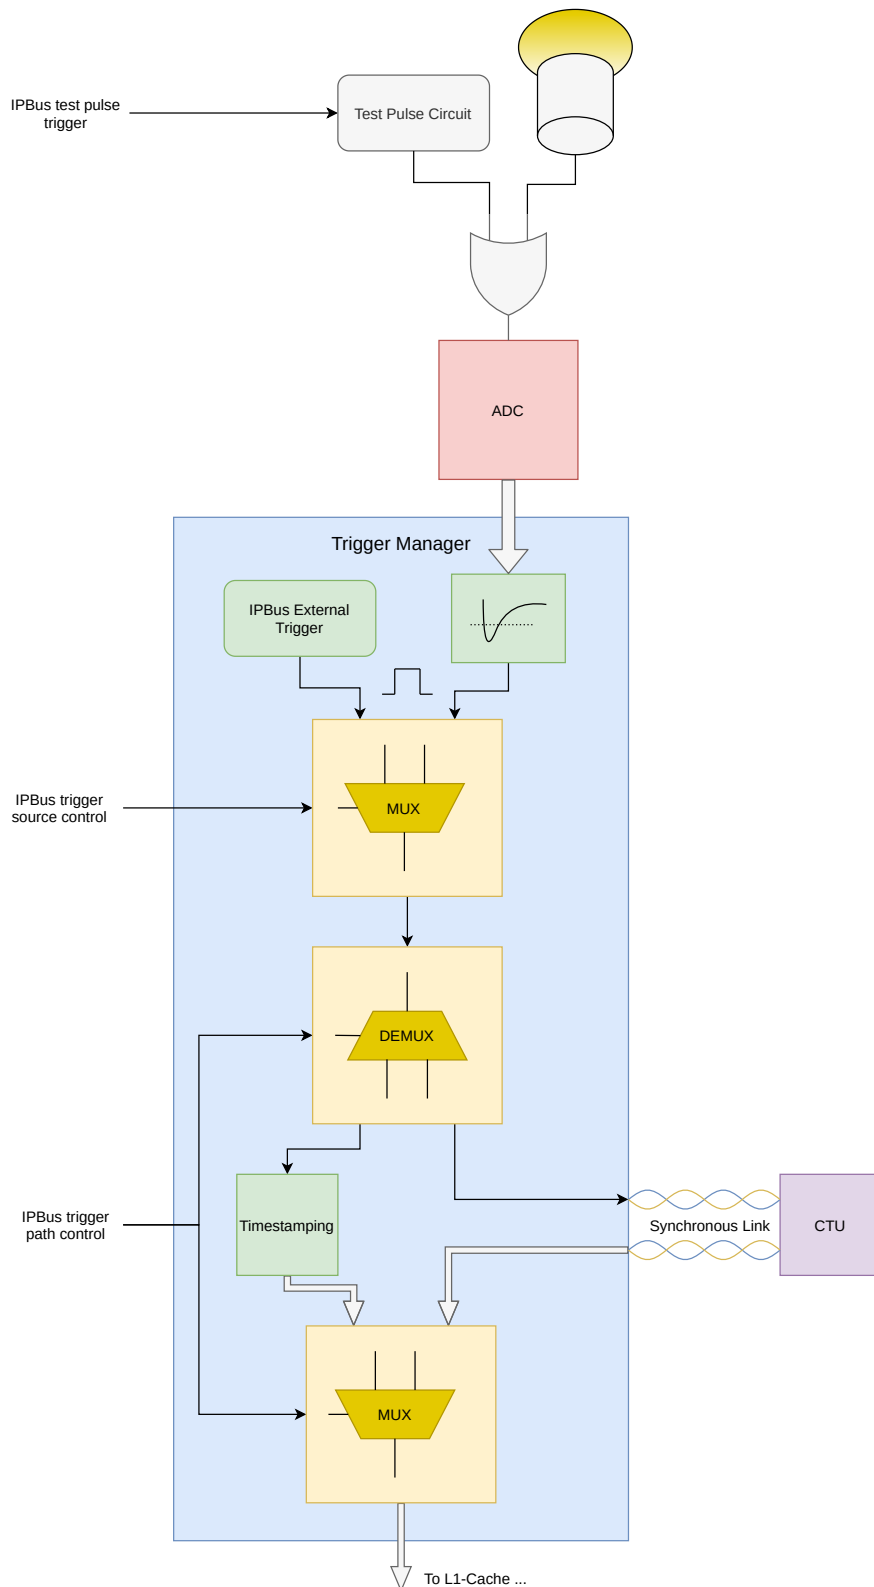 IPBus test pulse
trigger
Test Pulse Circuit
ADC
Trigger Manager
IPBus External
Trigger
IPBus trigger
source control
MUX
DEMUX
IPBus trigger
path control
Timestamping
Synchronous Link
CTU
MUX
To L1-Cache ...